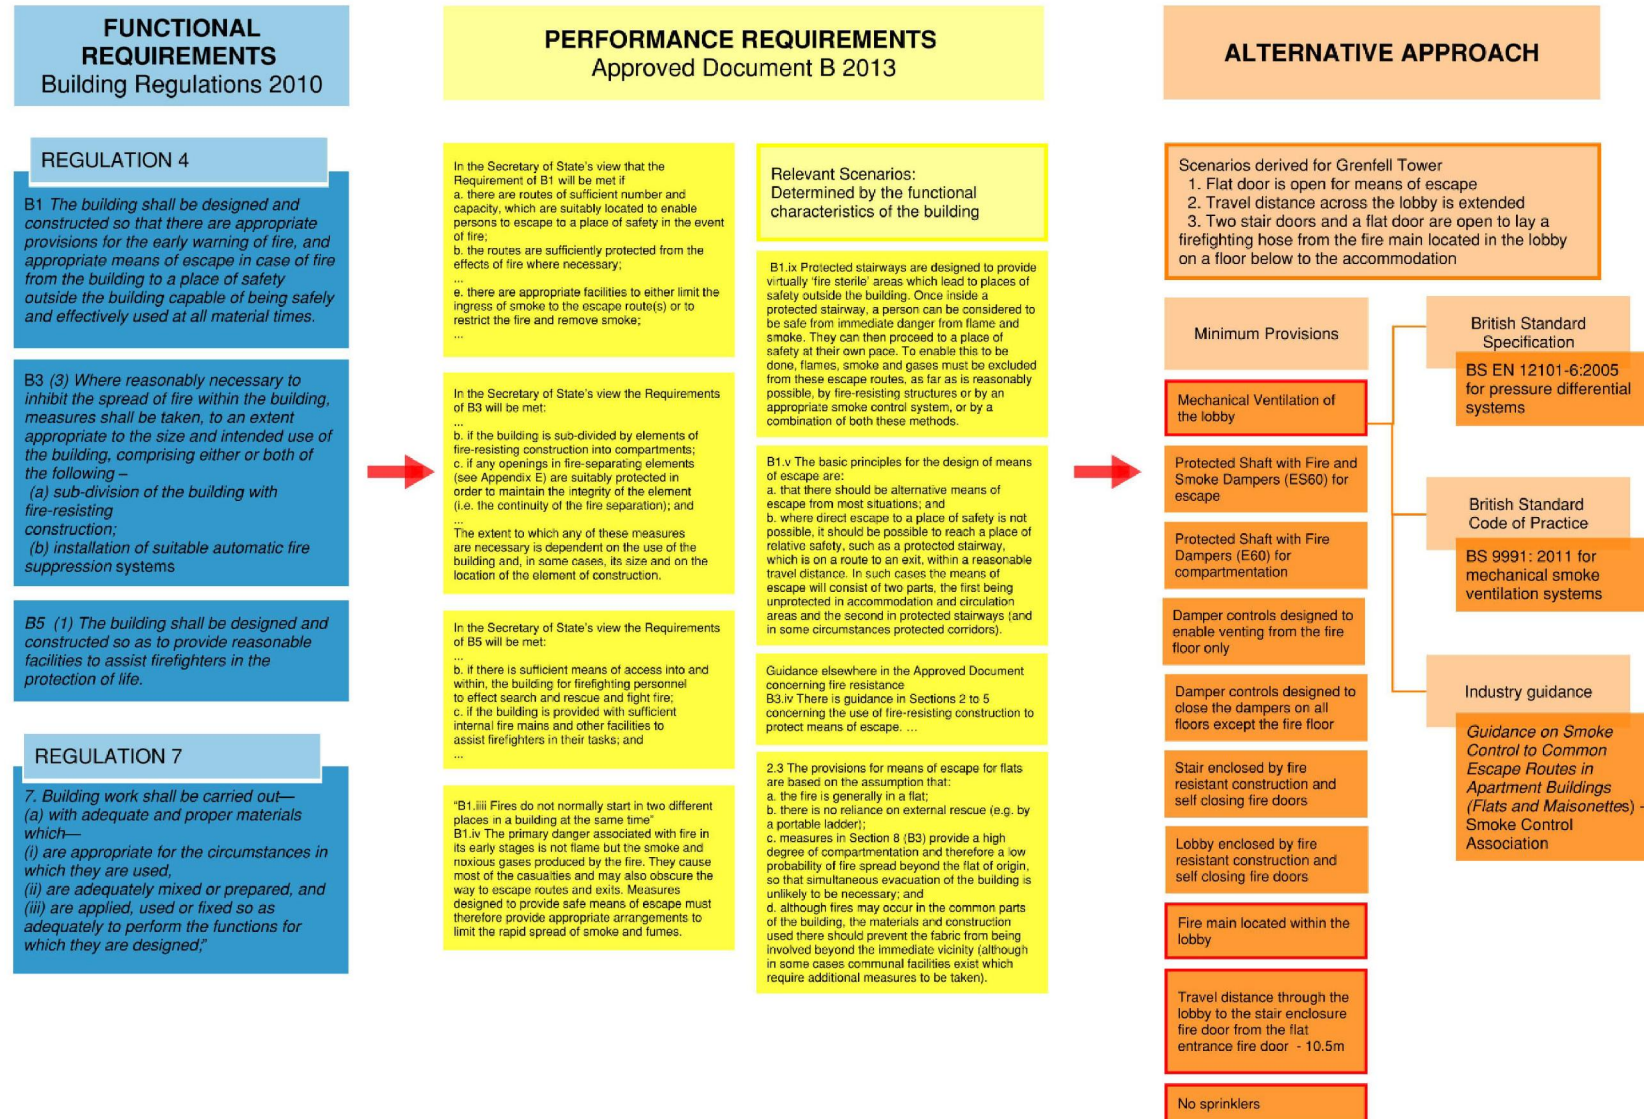 FUNCTIONAL
REQUIREMENTS
Building Regulations 2010
REGULATION 4
B1 The building shall be designed and
constructed so that there are appropriate
provisions for the early warning of fire, and
appropriate means of escape in case of fire
from the building to a place of safety
outside the building capable of being safely
and effectively used at all material times.
B3 (3) Where reasonably necessary to
inhibit the spread of fire within the building,
measures shall be taken, to an extent
appropriate to the size and intended use of
the building, comprising either or both of
the following –
(a) sub-division of the building with
fire-resisting
construction;
(b) installation of suitable automatic fire
suppression systems
B5 (1) The building shall be designed and
constructed so as to provide reasonable
facilities to assist firefighters in the
protection of life.
REGULATION 7
7. Building work shall be carried out—
(a) with adequate and proper materials
which—
(i) are appropriate for the circumstances in
which they are used,
(ii) are adequately mixed or prepared, and
(iii) are applied, used or fixed so as
adequately to perform the functions for
which they are designed;"
PERFORMANCE REQUIREMENTS
Approved Document B 2013
In the Secretary of State's view that the
Requirement of B1 will be met if
a. there are routes of sufficient number and
capacity, which are suitably located to enable
persons to escape to a place of safety in the event
of fire;
b. the routes are sufficiently protected from the
effects of fire where necessary;
...
e. there are appropriate facilities to either limit the
ingress of smoke to the escape route(s) or to
restrict the fire and remove smoke;
...
In the Secretary of State's view the Requirements
of B3 will be met:
...
b. if the building is sub-divided by elements of
fire-resisting construction into compartments;
c. if any openings in fire-separating elements
(see Appendix E) are suitably protected in
order to maintain the integrity of the element
(i.e. the continuity of the fire separation); and
...
The extent to which any of these measures
are necessary is dependent on the use of the
building and, in some cases, its size and on the
location of the element of construction.
In the Secretary of State's view the Requirements
of B5 will be met:
...
b. if there is sufficient means of access into and
within, the building for firefighting personnel
to effect search and rescue and fight fire;
c. if the building is provided with sufficient
internal fire mains and other facilities to
assist firefighters in their tasks; and
...
"B1.iiii Fires do not normally start in two different
places in a building at the same time"
B1.iv The primary danger associated with fire in
its early stages is not flame but the smoke and
noxious gases produced by the fire. They cause
most of the casualties and may also obscure the
way to escape routes and exits. Measures
designed to provide safe means of escape must
therefore provide appropriate arrangements to
limit the rapid spread of smoke and fumes.
Relevant Scenarios:
Determined by the functional
characteristics of the building
B1.ix Protected stairways are designed to provide
virtually 'fire sterile' areas which lead to places of
safety outside the building. Once inside a
protected stairway, a person can be considered to
be safe from immediate danger from flame and
smoke. They can then proceed to a place of
safety at their own pace. To enable this to be
done, flames, smoke and gases must be excluded
from these escape routes, as far as is reasonably
possible, by fire-resisting structures or by an
appropriate smoke control system, or by a
combination of both these methods.
B1.v The basic principles for the design of means
of escape are:
a. that there should be alternative means of
escape from most situations; and
b. where direct escape to a place of safety is not
possible, it should be possible to reach a place of
relative safety, such as a protected stairway,
which is on a route to an exit, within a reasonable
travel distance. In such cases the means of
escape will consist of two parts, the first being
unprotected in accommodation and circulation
areas and the second in protected stairways (and
in some circumstances protected corridors).
Guidance elsewhere in the Approved Document
concerning fire resistance
B3.iv There is guidance in Sections 2 to 5
concerning the use of fire-resisting construction to
protect means of escape. ...
2.3 The provisions for means of escape for flats
are based on the assumption that:
a. the fire is generally in a flat;
b. there is no reliance on external rescue (e.g. by
a portable ladder);
c. measures in Section 8 (B3) provide a high
degree of compartmentation and therefore a low
probability of fire spread beyond the flat of origin,
so that simultaneous evacuation of the building is
unlikely to be necessary; and
d. although fires may occur in the common parts
of the building, the materials and construction
used there should prevent the fabric from being
involved beyond the immediate vicinity (although
in some cases communal facilities exist which
require additional measures to be taken).
ALTERNATIVE APPROACH
Scenarios derived for Grenfell Tower
1. Flat door is open for means of escape
2. Travel distance across the lobby is extended
3. Two stair doors and a flat door are open to lay a
firefighting hose from the fire main located in the lobby
on a floor below to the accommodation
Minimum Provisions
Mechanical Ventilation of
the lobby
Protected Shaft with Fire and
Smoke Dampers (ES60) for
escape
Protected Shaft with Fire
Dampers (E60) for
compartmentation
Damper controls designed to
enable venting from the fire
floor only
Damper controls designed to
close the dampers on all
floors except the fire floor
Stair enclosed by fire
resistant construction and
self closing fire doors
Lobby enclosed by fire
resistant construction and
self closing fire doors
Fire main located within the
lobby
Travel distance through the
lobby to the stair enclosure
fire door from the flat
entrance fire door - 10.5m
No sprinklers
British Standard
Specification
BS EN 12101-6:2005
for pressure differential
systems
British Standard
Code of Practice
BS 9991: 2011 for
mechanical smoke
ventilation systems
Industry guidance
Guidance on Smoke
Control to Common
Escape Routes in
Apartment Buildings
(Flats and Maisonettes) -
Smoke Control
Association